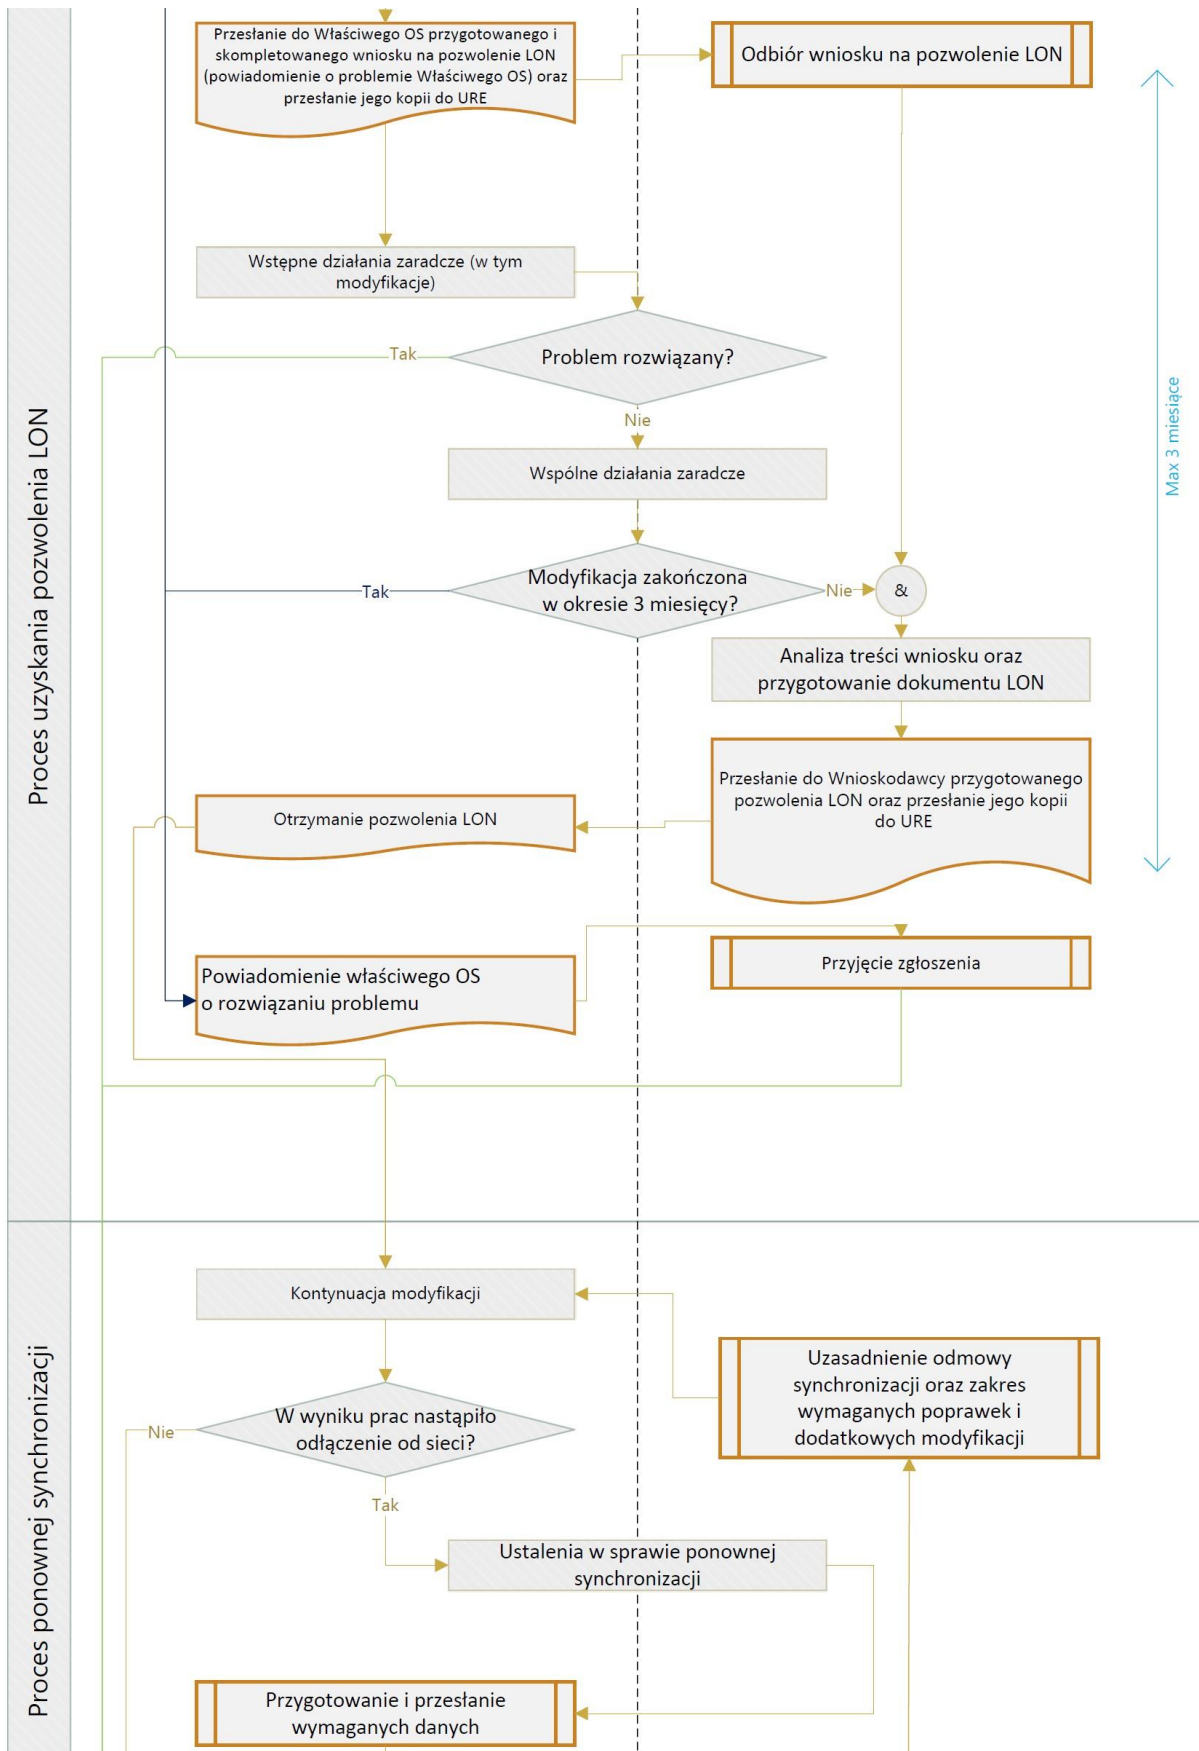 Proces uzyskania pozwolenia LON
Przesłanie do Właściwego OS przygotowanego i
skompletowanego wniosku na pozwolenie LON
(powiadomienie o problemie Właściwego OS) oraz
przesłanie jego kopii do URE
Odbiór wniosku na pozwolenie LON
Max 3 miesiące
Wstępne działania zaradcze (w tym
modyfikacje)
Problem rozwiązany?
Tak
Nie
Wspólne działania zaradcze
Modyfikacja zakończona
w okresie 3 miesięcy?
Tak
Nie
&
Analiza treści wniosku oraz
przygotowanie dokumentu LON
Przesłanie do Wnioskodawcy przygotowanego
pozwolenia LON oraz przesłanie jego kopii
do URE
Otrzymanie pozwolenia LON
Powiadomienie właściwego OS
o rozwiązaniu problemu
Przyjęcie zgłoszenia
Proces ponownej synchronizacji
Kontynuacja modyfikacji
Uzasadnienie odmowy
synchronizacji oraz zakres
wymaganych poprawek i
dodatkowych modyfikacji
W wyniku prac nastąpiło
odłączenie od sieci?
Nie
Tak
Ustalenia w sprawie ponownej
synchronizacji
Przygotowanie i przesłanie
wymaganych danych